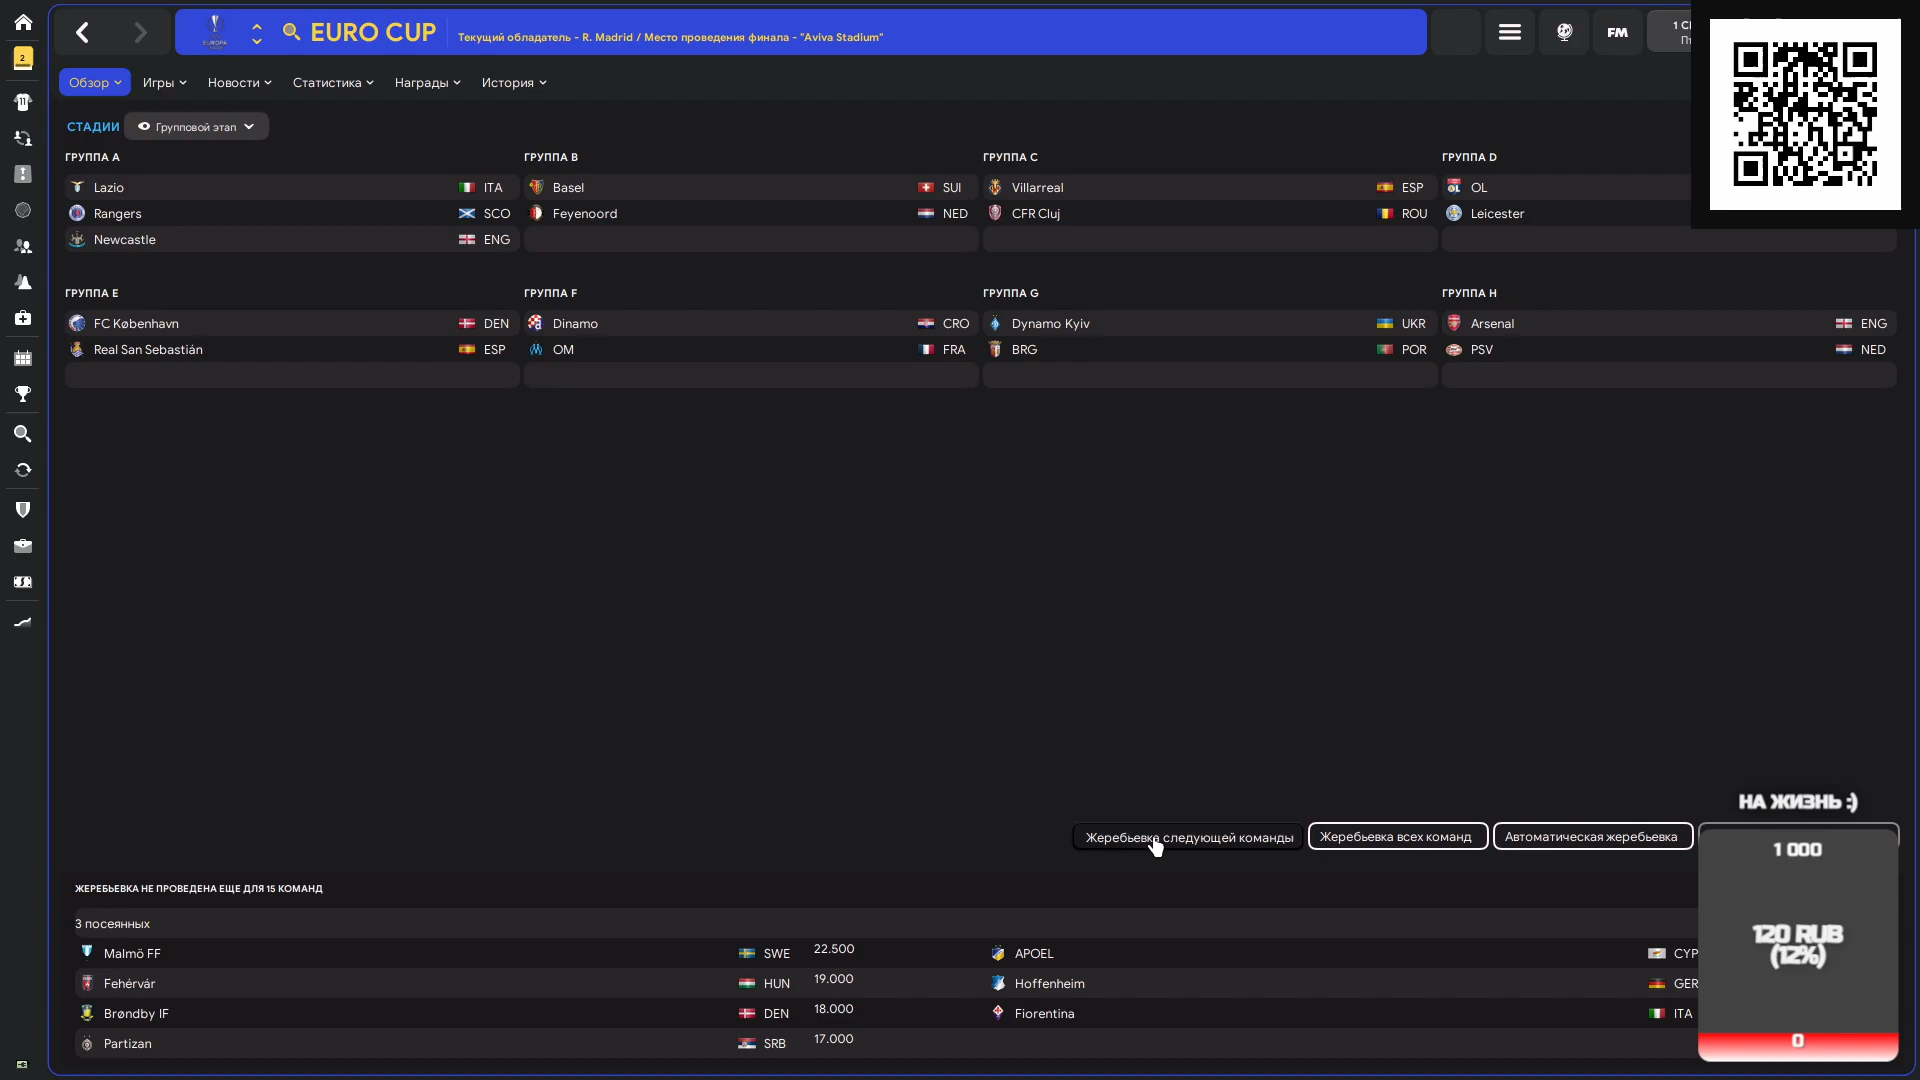 2
EUROPA
EURO CUP
Текущий обладатель - R. Madrid / Место проведения финала - "Aviva Stadium"
FM
Обзор
Игры
Новости
Статистика
Награды
История
СТАДИИ
Групповой этап
ГРУППА A
Lazio ITA
Rangers SCO
Newcastle ENG
ГРУППА B
Basel SUI
Feyenoord NED
ГРУППА C
Villarreal ESP
CFR Cluj ROU
ГРУППА D
OL
Leicester
ГРУППА E
FC København DEN
Real San Sebastián ESP
ГРУППА F
Dinamo CRO
OM FRA
ГРУППА G
Dynamo Kyiv UKR
BRG POR
ГРУППА H
Arsenal ENG
PSV NED
Жеребьевка следующей команды
Жеребьевка всех команд
Автоматическая жеребьевка
НА ЖИЗНЬ :)
1 000
120 RUB
(12%)
0
ЖЕРЕБЬЕВКА НЕ ПРОВЕДЕНА ЕЩЕ ДЛЯ 15 КОМАНД
3 посеянных
Malmö FF SWE 22.500
APOEL CYP
Fehérvár HUN 19.000
Hoffenheim GER
Brøndby IF DEN 18.000
Fiorentina ITA
Partizan SRB 17.000